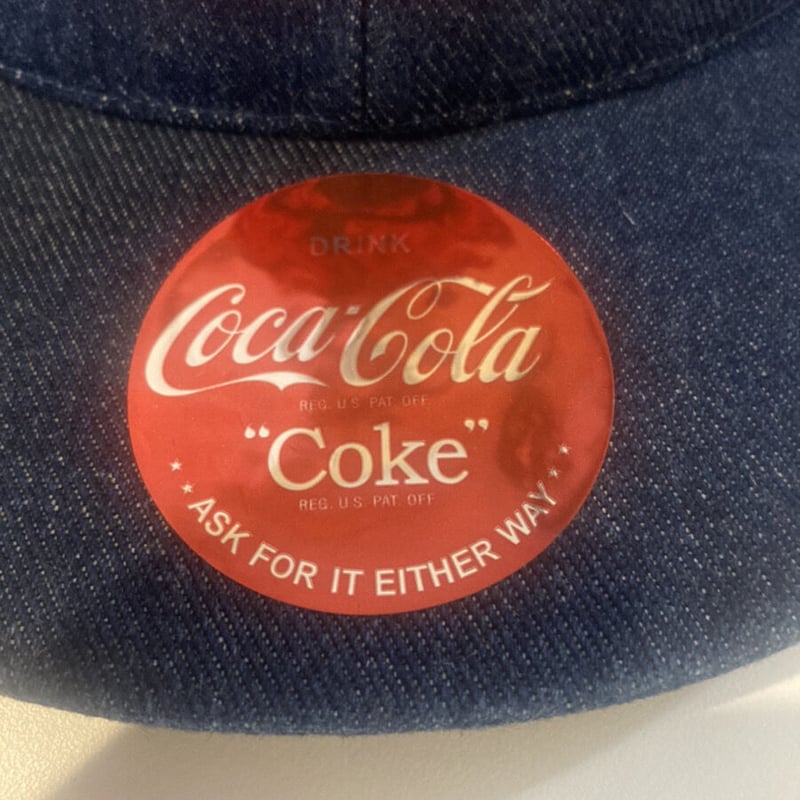 DRINK
Coca-Cola
REG. U.S. PAT. OFF.
"Coke"
REG. U.S. PAT. OFF
ASK FOR IT EITHER WAY